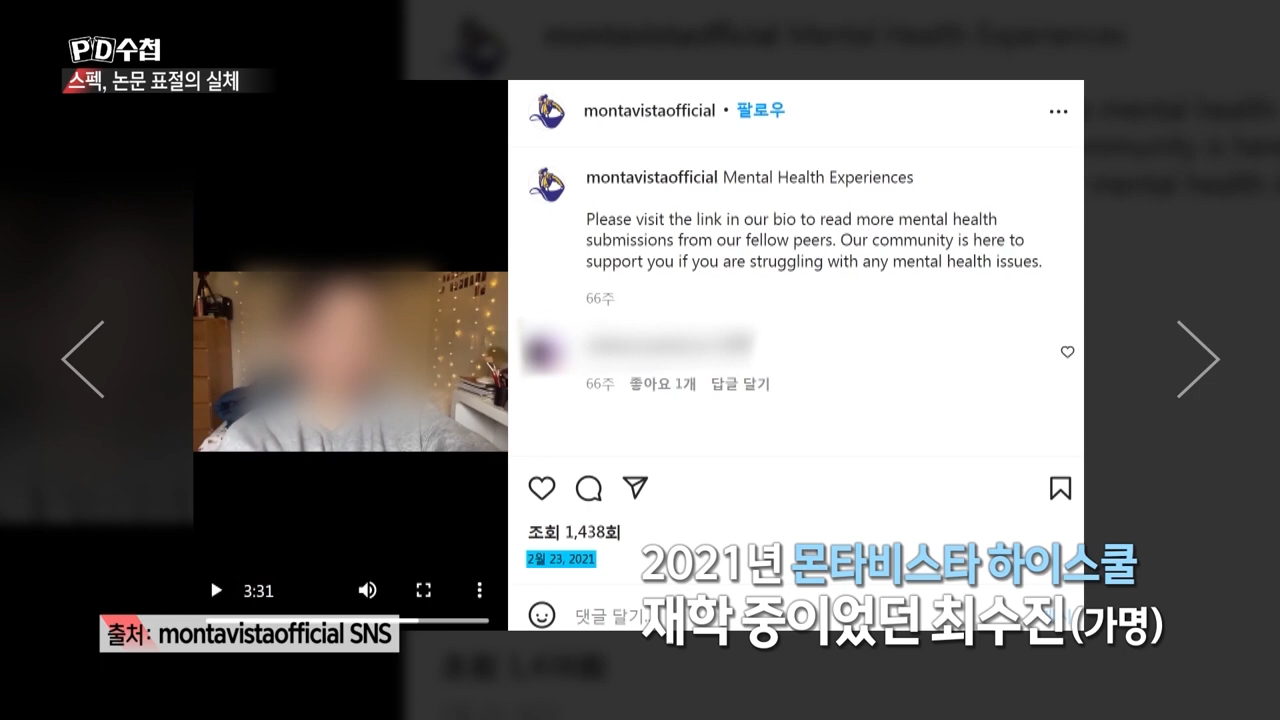 PD수첩
스펙, 논문 표절의 실체
montavistaofficial • 팔로우
montavistaofficial Mental Health Experiences
Please visit the link in our bio to read more mental health
submissions from our fellow peers. Our community is here to
support you if you are struggling with any mental health issues.
66주
66주 좋아요 1개 답글 달기
조회 1,438회
2월 23, 2021
3:31
댓글 달기
2021년 몬타비스타 하이스쿨
재학 중이었던 최수진(가명)
출처: montavistaofficial SNS